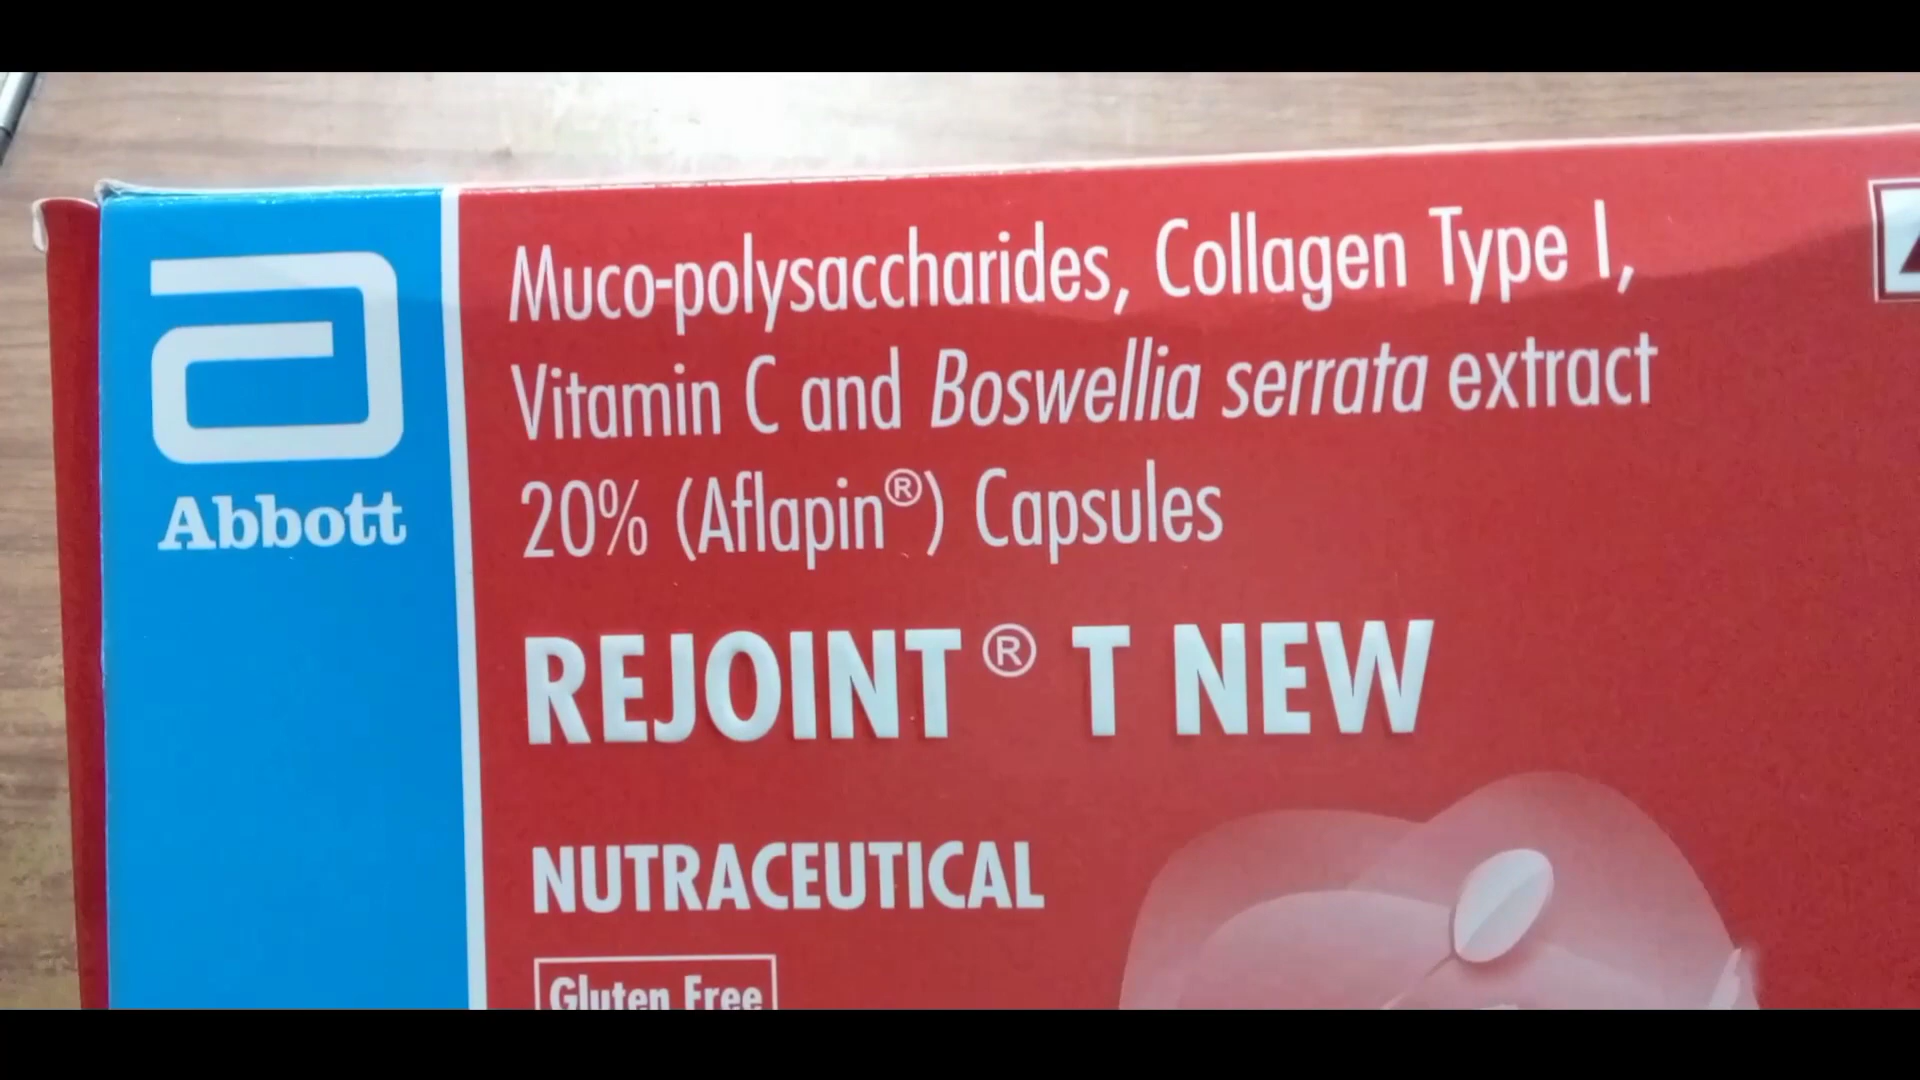 Abbott
Muco-polysaccharides, Collagen Type I,
Vitamin C and Boswellia serrata extract
20% (Aflapin®) Capsules
REJOINT® T NEW
NUTRACEUTICAL
Gluten Free